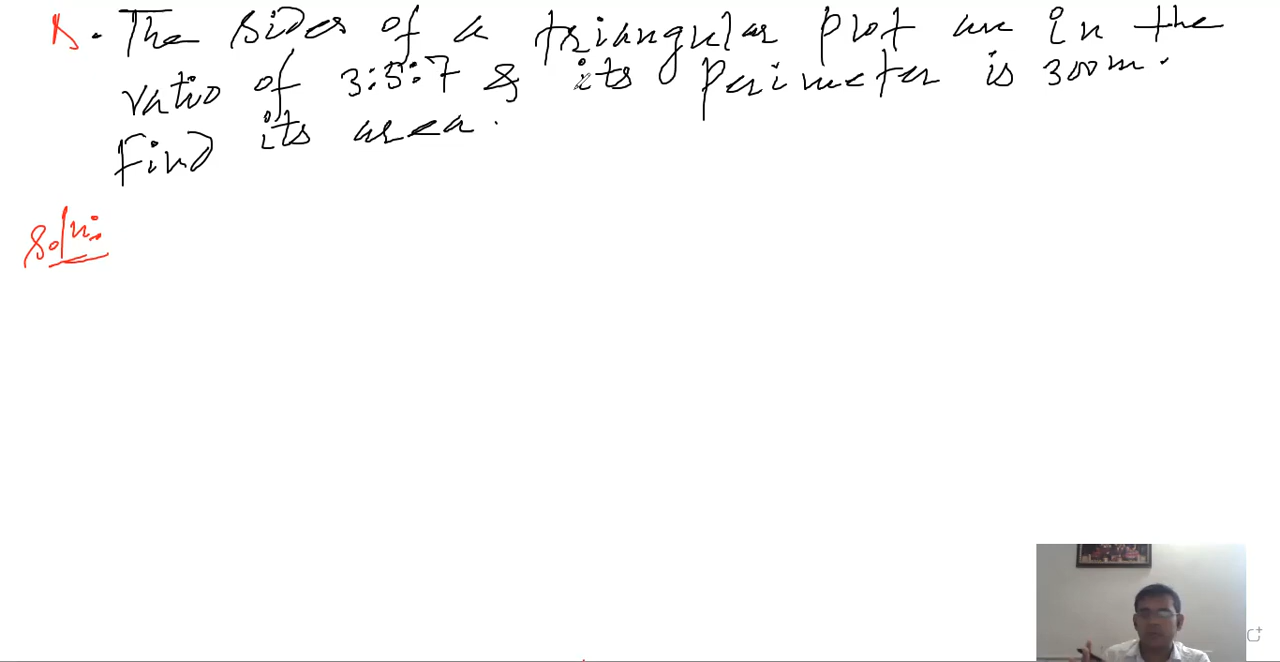 Q. The sides of a triangular plot are in the
ratio of 3:5:7 & its perimeter is 300m.
Find its area.
Soln: